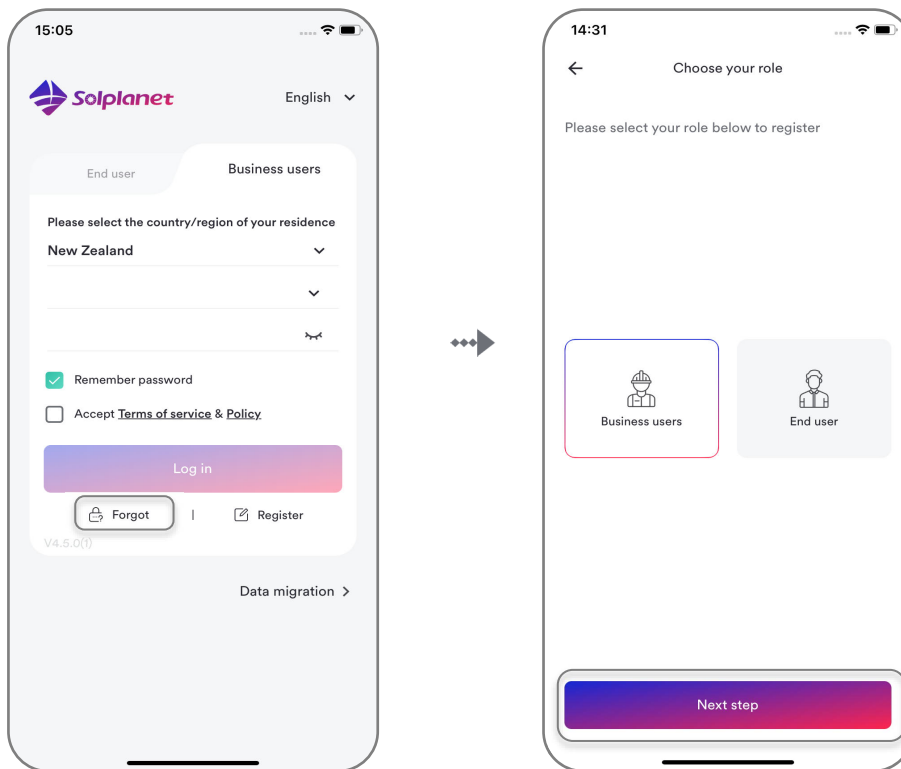 15:05
Solplanet
English
End user
Business users
Please select the country/region of your residence
New Zealand
Remember password
Accept Terms of service & Policy
Log in
Forgot | Register
V4.5.0(1)
Data migration >
14:31
Choose your role
Please select your role below to register
Business users
End user
Next step